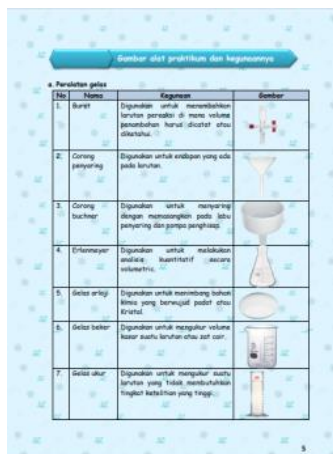 Gambar alat praktikum dan kegunaannya
a. Peralatan gelas
No Nama Kegunaan Gambar
1. Buret Digunakan untuk menambahkan
larutan pereaksi di mana volume
penambahan harus dicatat atau
diketahui.
2. Corong Digunakan untuk endapan yang ada
penyaring pada larutan.
3. Corong Digunakan untuk menyaring
buchner dengan memasangkan pada labu
penyaring dan pompa penghisap.
4. Erlenmeyer Digunakan untuk melakukan
analisis kuantitatif secara
volumetric.
5. Gelas arloji Digunakan untuk menimbang bahan
kimia yang berwujud padat atau
Kristal.
6. Gelas beker Digunakan untuk mengukur volume
kasar suatu larutan atau zat cair.
7. Gelas ukur Digunakan untuk mengukur suatu
larutan yang tidak membutuhkan
tingkat ketelitian yang tinggi.
5